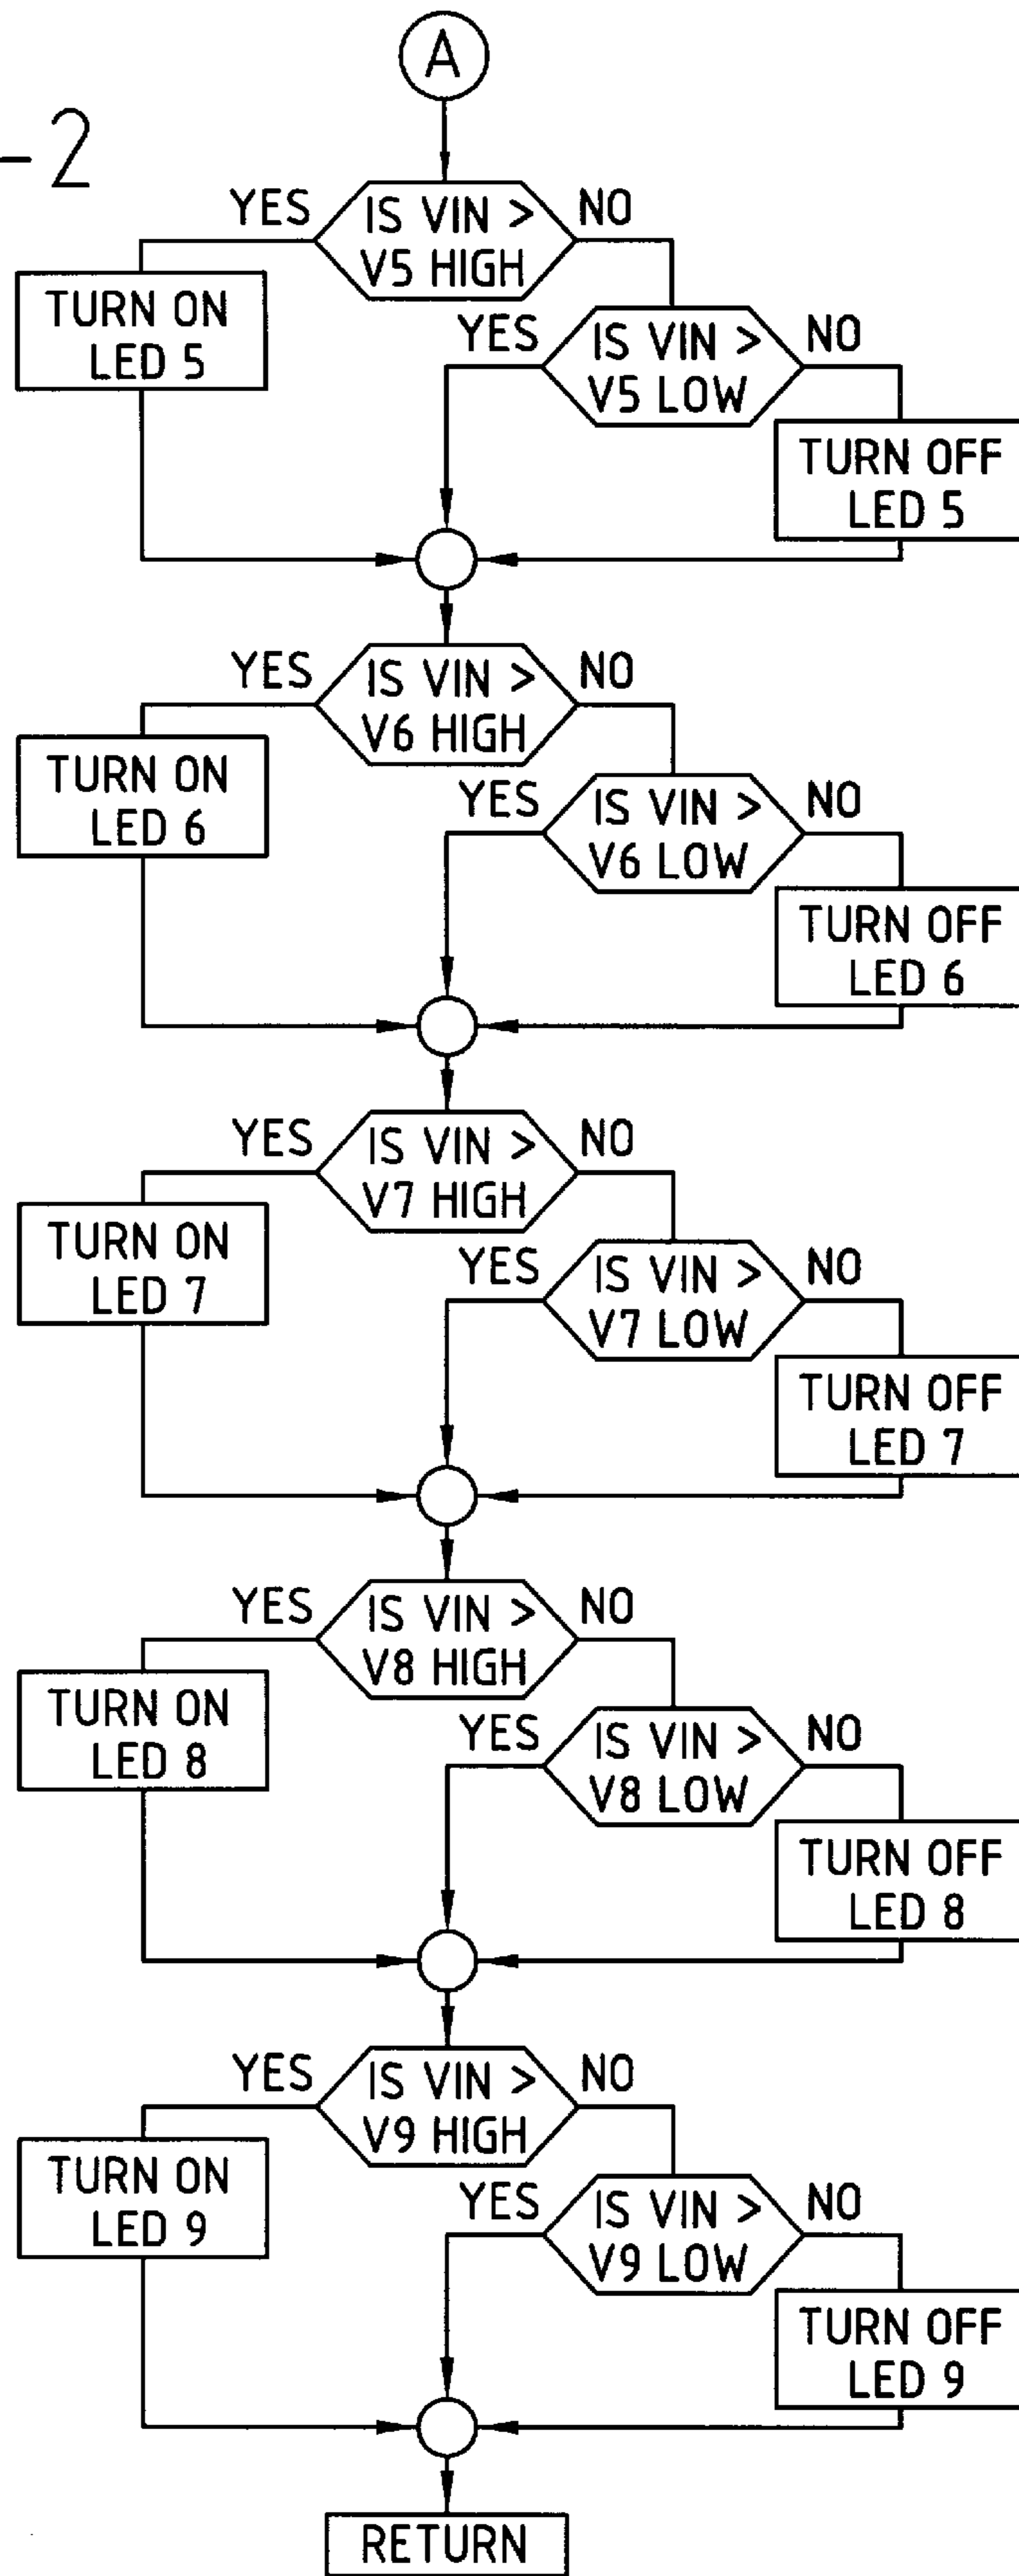 A
-2
YES
IS VIN >
V5 HIGH
NO
TURN ON
LED 5
YES
IS VIN >
V5 LOW
NO
TURN OFF
LED 5
YES
IS VIN >
V6 HIGH
NO
TURN ON
LED 6
YES
IS VIN >
V6 LOW
NO
TURN OFF
LED 6
YES
IS VIN >
V7 HIGH
NO
TURN ON
LED 7
YES
IS VIN >
V7 LOW
NO
TURN OFF
LED 7
YES
IS VIN >
V8 HIGH
NO
TURN ON
LED 8
YES
IS VIN >
V8 LOW
NO
TURN OFF
LED 8
YES
IS VIN >
V9 HIGH
NO
TURN ON
LED 9
YES
IS VIN >
V9 LOW
NO
TURN OFF
LED 9
RETURN